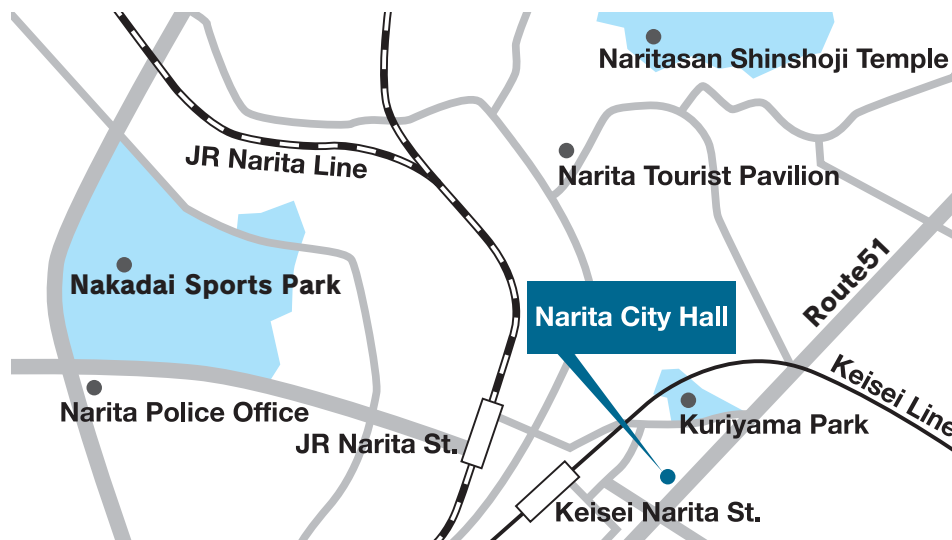 Naritasan Shinshoji Temple
JR Narita Line
Narita Tourist Pavilion
Nakadai Sports Park
Route51
Narita City Hall
Keisei Line
Narita Police Office
Kuriyama Park
JR Narita St.
Keisei Narita St.